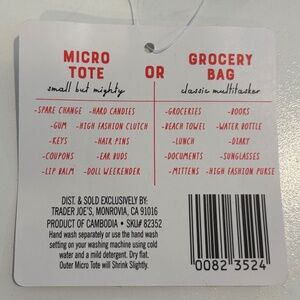 MICRO TOTE
small but mighty
-SPARE CHANGE -HARD CANDIES
-GUM -HIGH FASHION CLUTCH
-KEYS -HAIR PINS
-COUPONS -EAR BUDS
-LIP BALM -DOLL WEEKENDER
OR
GROCERY BAG
classic multitasker
-GROCERIES -BOOKS
-BEACH TOWEL -WATER BOTTLE
-LUNCH -DIARY
-DOCUMENTS -SUNGLASSES
-MITTENS -HIGH FASHION PURSE
DIST. & SOLD EXCLUSIVELY BY:
TRADER JOE'S, MONROVIA, CA 91016
PRODUCT OF CAMBODIA • SKU# 82352
Hand wash separately or use the hand wash
setting on your washing machine using cold
water and a mild detergent. Dry flat.
Outer Micro Tote will Shrink Slightly.
0082 3524